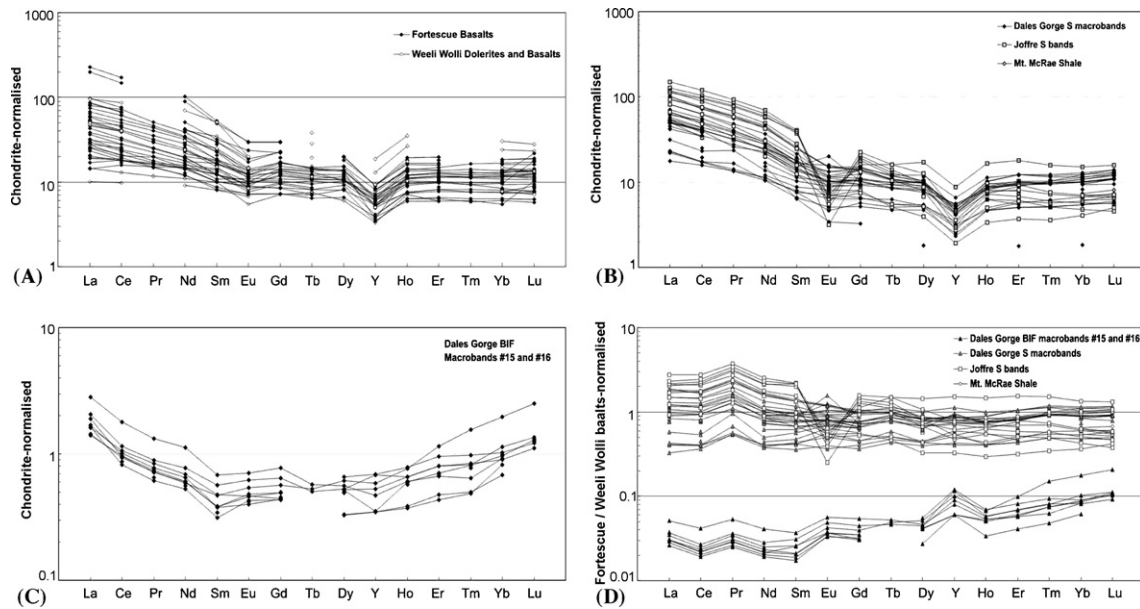 1000
100
10
1
Chondrite-normalised
Fortescue Basalts
Weeli Wolli Dolerites and Basalts
La Ce Pr Nd Sm Eu Gd Tb Dy Y Ho Er Tm Yb Lu
(A)
1000
100
10
1
Chondrite-normalised
Dales Gorge S macrobands
Joffre S bands
Mt. McRae Shale
La Ce Pr Nd Sm Eu Gd Tb Dy Y Ho Er Tm Yb Lu
(B)
10
1
0.1
Chondrite-normalised
Dales Gorge BIF
Macrobands #15 and #16
La Ce Pr Nd Sm Eu Gd Tb Dy Y Ho Er Tm Yb Lu
(C)
10
1
0.1
0.01
Fortescue / Weeli Wolli balts-normalised
Dales Gorge BIF macrobands #15 and #16
Dales Gorge S macrobands
Joffre S bands
Mt. McRae Shale
La Ce Pr Nd Sm Eu Gd Tb Dy Y Ho Er Tm Yb Lu
(D)